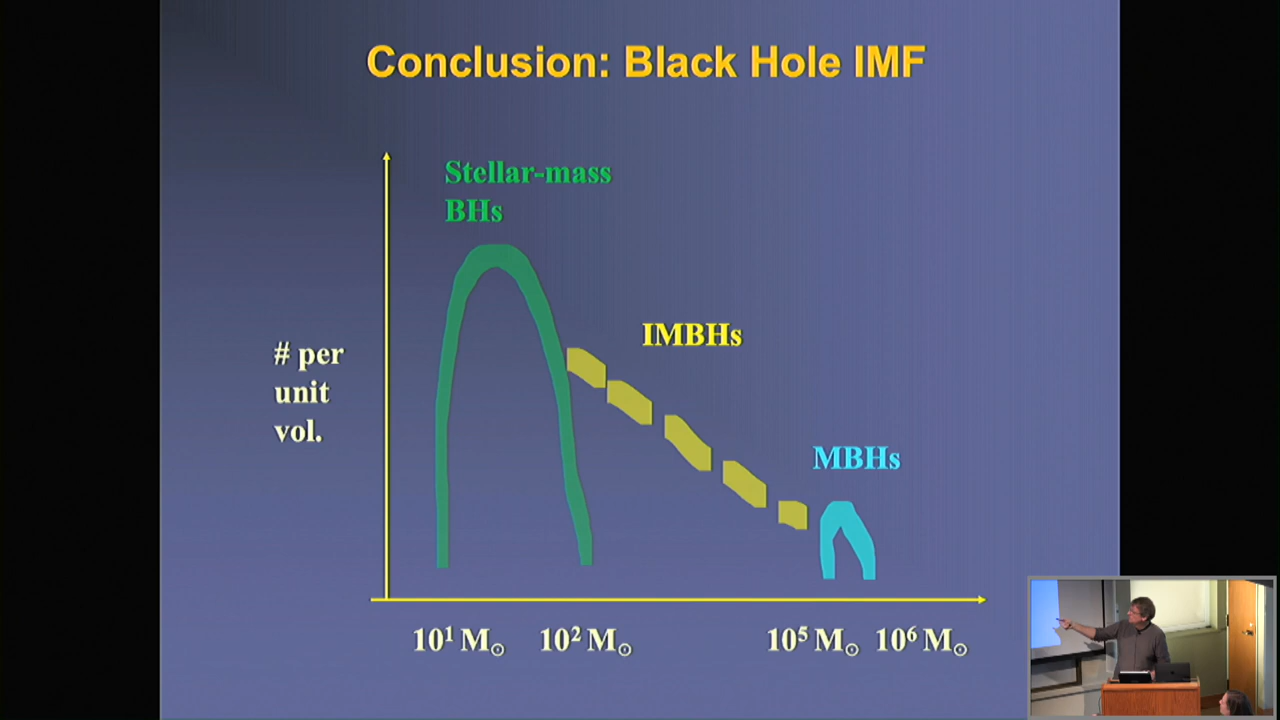 Conclusion: Black Hole IMF
Stellar-mass
BHs
IMBHs
# per
unit
vol.
MBHs
10¹ M☉ 10² M☉ 10⁵ M☉ 10⁶ M☉